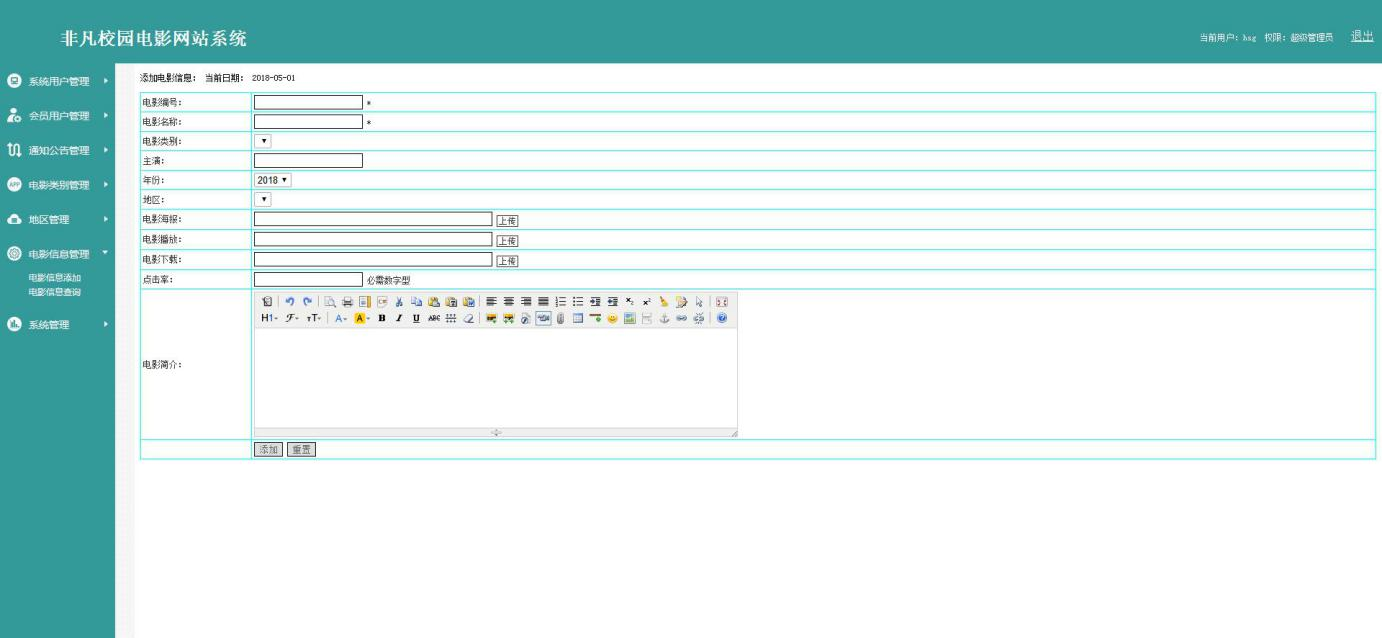 非凡校园电影网站系统
当前用户: hsg 权限: 超级管理员 退出
系统用户管理
会员用户管理
通知公告管理
APP 电影类别管理
地区管理
电影信息管理
电影信息添加
电影信息查询
系统管理
添加电影信息: 当前日期: 2018-05-01
电影编号: *
电影名称: *
电影类别:
主演:
年份: 2018
地区:
电影海报: 上传
电影播放: 上传
电影下载: 上传
点击率: 必需数字型
H1 F TT A A B I U ABC
电影简介:
添加 重置